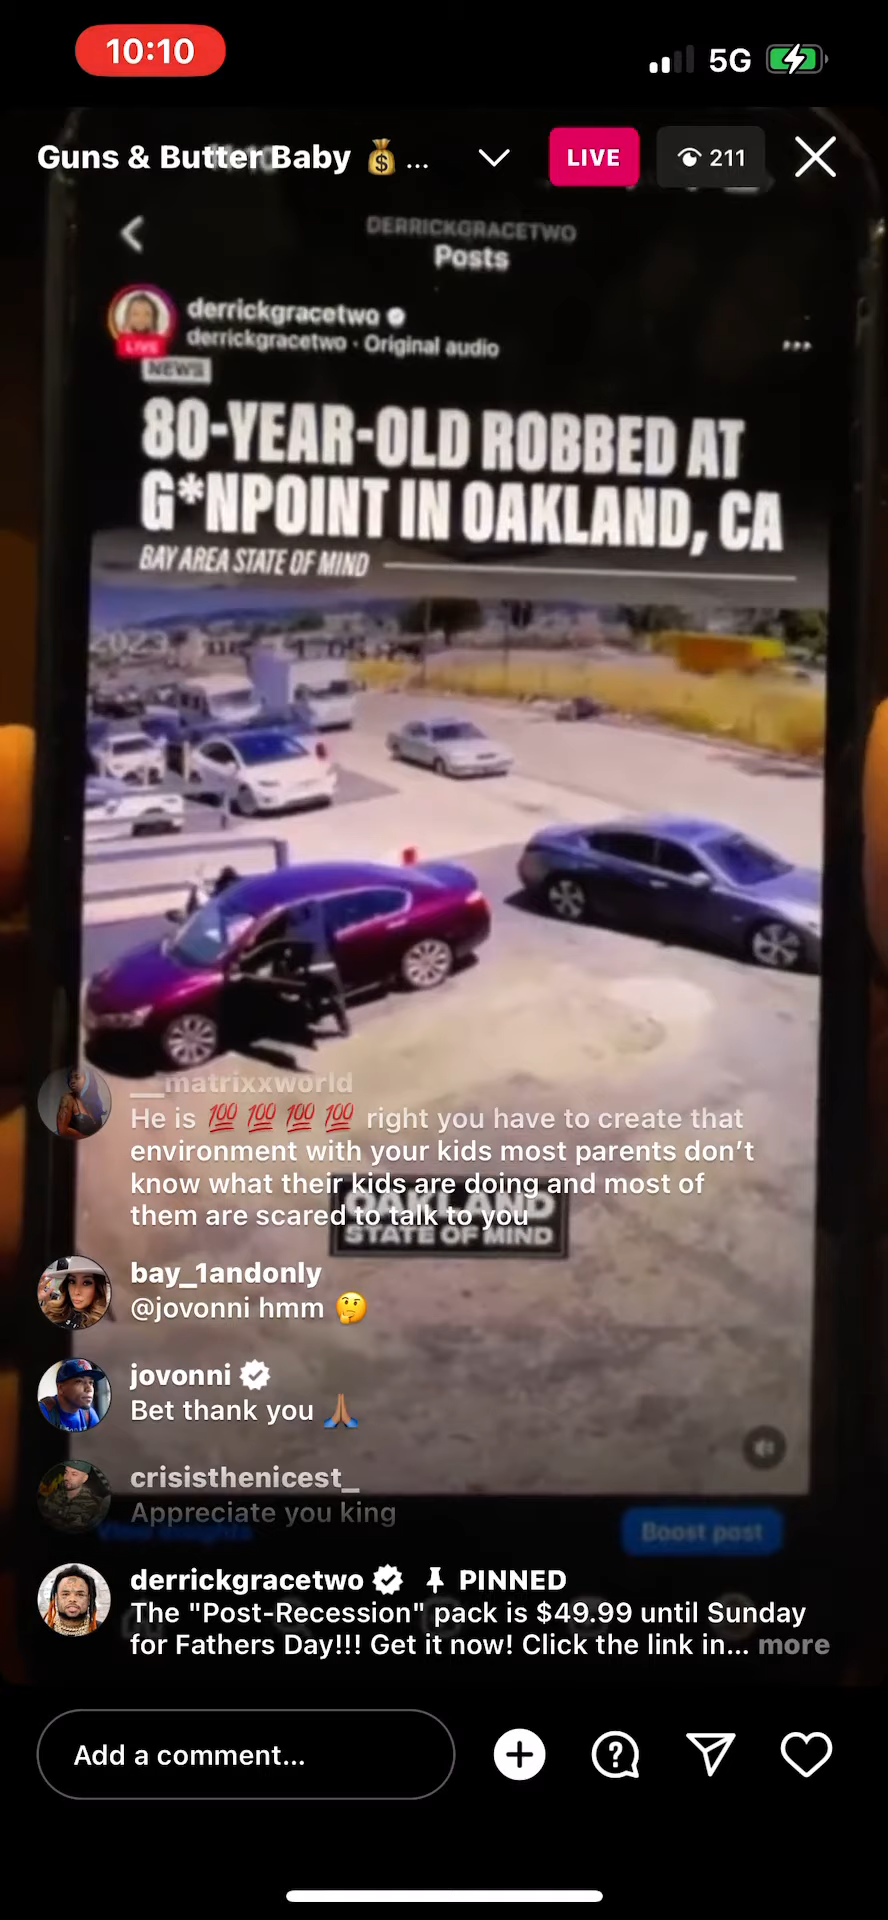 10:10
5G
Guns & Butter Baby 💰 ...
LIVE
211
DERRICKGRACETWO
Posts
derrickgracetwo
derrickgracetwo · Original audio
LIVE
NEWS
80-YEAR-OLD ROBBED AT
G*NPOINT IN OAKLAND, CA
BAY AREA STATE OF MIND
2023
__matrixxworld
He is 💯 💯 💯 💯 right you have to create that
environment with your kids most parents don’t
know what their kids are doing and most of
them are scared to talk to you
OAKLAND
STATE OF MIND
bay_1andonly
@jovonni hmm 🤔
jovonni
Bet thank you 🙏🏽
crisisthenicest_
Appreciate you king
View insights
Boost post
derrickgracetwo PINNED
The "Post-Recession" pack is $49.99 until Sunday
for Fathers Day!!! Get it now! Click the link in... more
Add a comment...